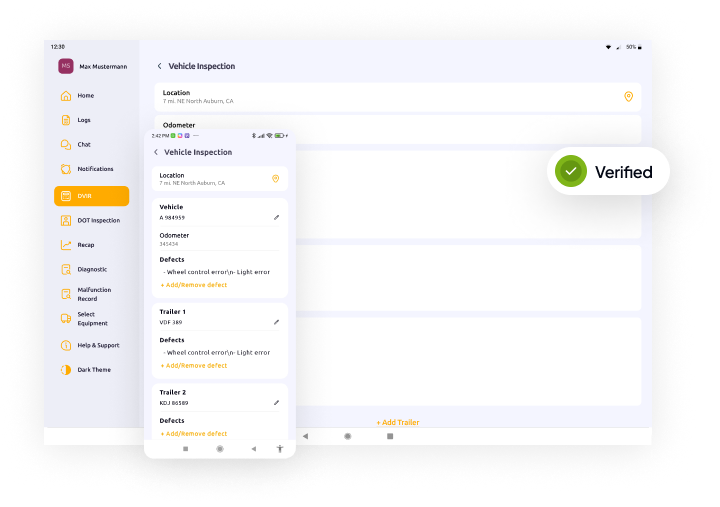 12:30
50%
MS
Max Mustermann
Home
Logs
Chat
Notifications
DVIR
DOT Inspection
Recap
Diagnostic
Malfunction
Record
Select
Equipment
Help & Support
Dark Theme
Vehicle Inspection
Location
7 mi, NE North Auburn, CA
Odometer
+ Add Trailer
Verified
2:42 PM
Vehicle Inspection
Location
7 mi, NE North Auburn, CA
Vehicle
A 984959
Odometer
345434
Defects
- Wheel control error\n- Light error
+ Add/Remove defect
Trailer 1
VDF 389
Defects
- Wheel control error\n- Light error
+ Add/Remove defect
Trailer 2
KDJ 86589
Defects
+ Add/Remove defect